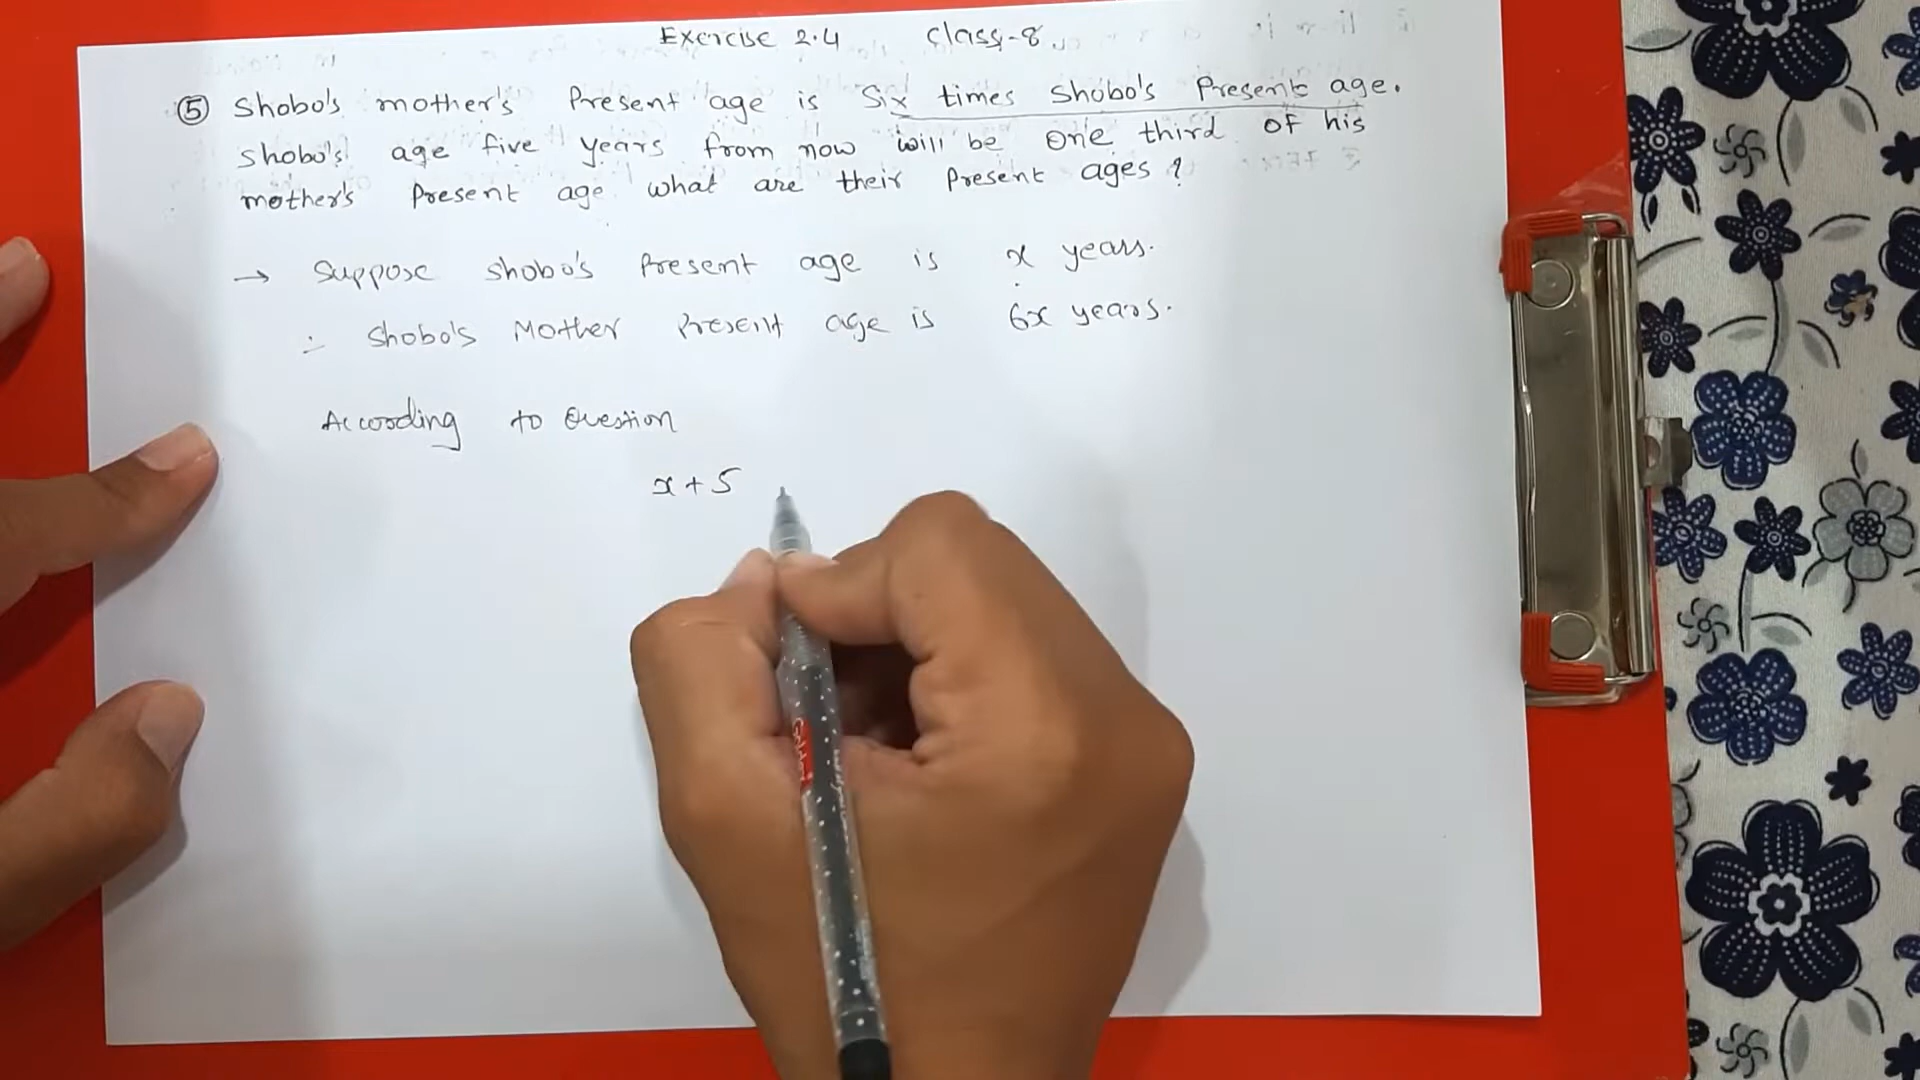 Exercise 2.4 Class-8
⑤ Shobo's mother's Present age is Six times Shobo's Present age.
Shobo's age five years from now will be One third of his
mother's Present age what are their Present ages?
→ Suppose Shobo's Present age is x years.
∴ Shobo's Mother Present age is 6x years.
According to Question
x + 5